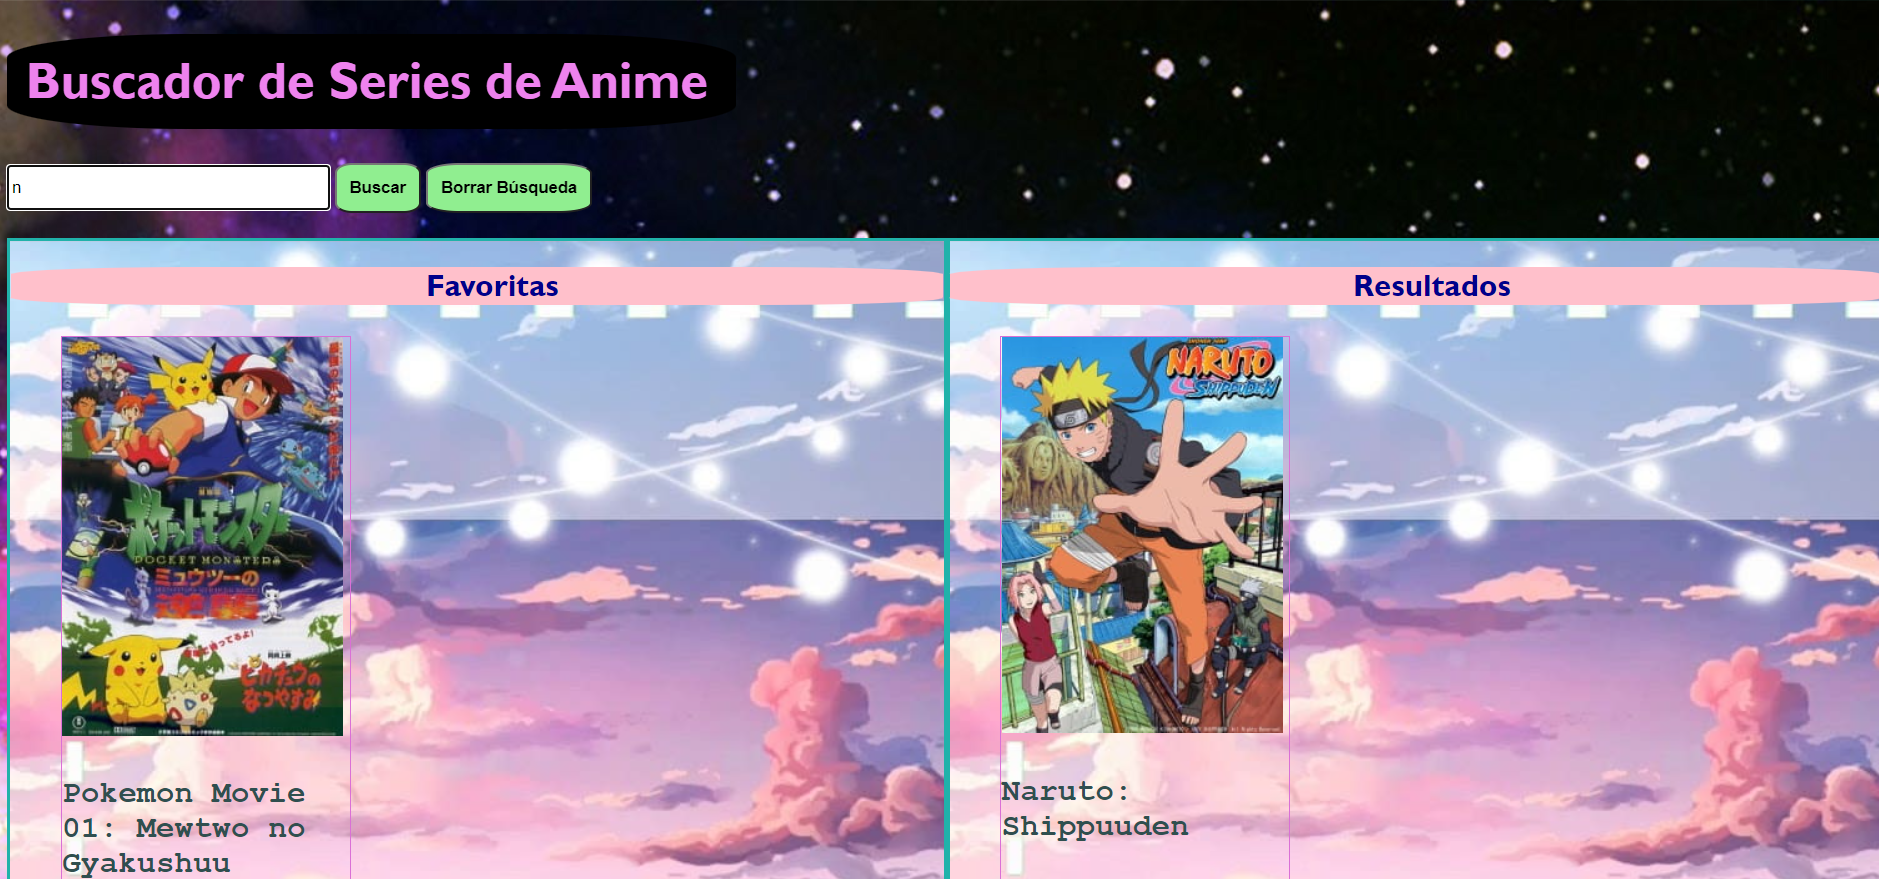 Buscador de Series de Anime
n
Buscar
Borrar Búsqueda
Favoritas
Resultados
ポケットモンスター
POCKET MONSTERS
ミュウツーの
ピカチュウの
なつやすみ
Pokemon Movie
01: Mewtwo no
Gyakushuu
SHONEN JUMP
NARUTO
SHIPPUDEN
Naruto:
Shippuuden